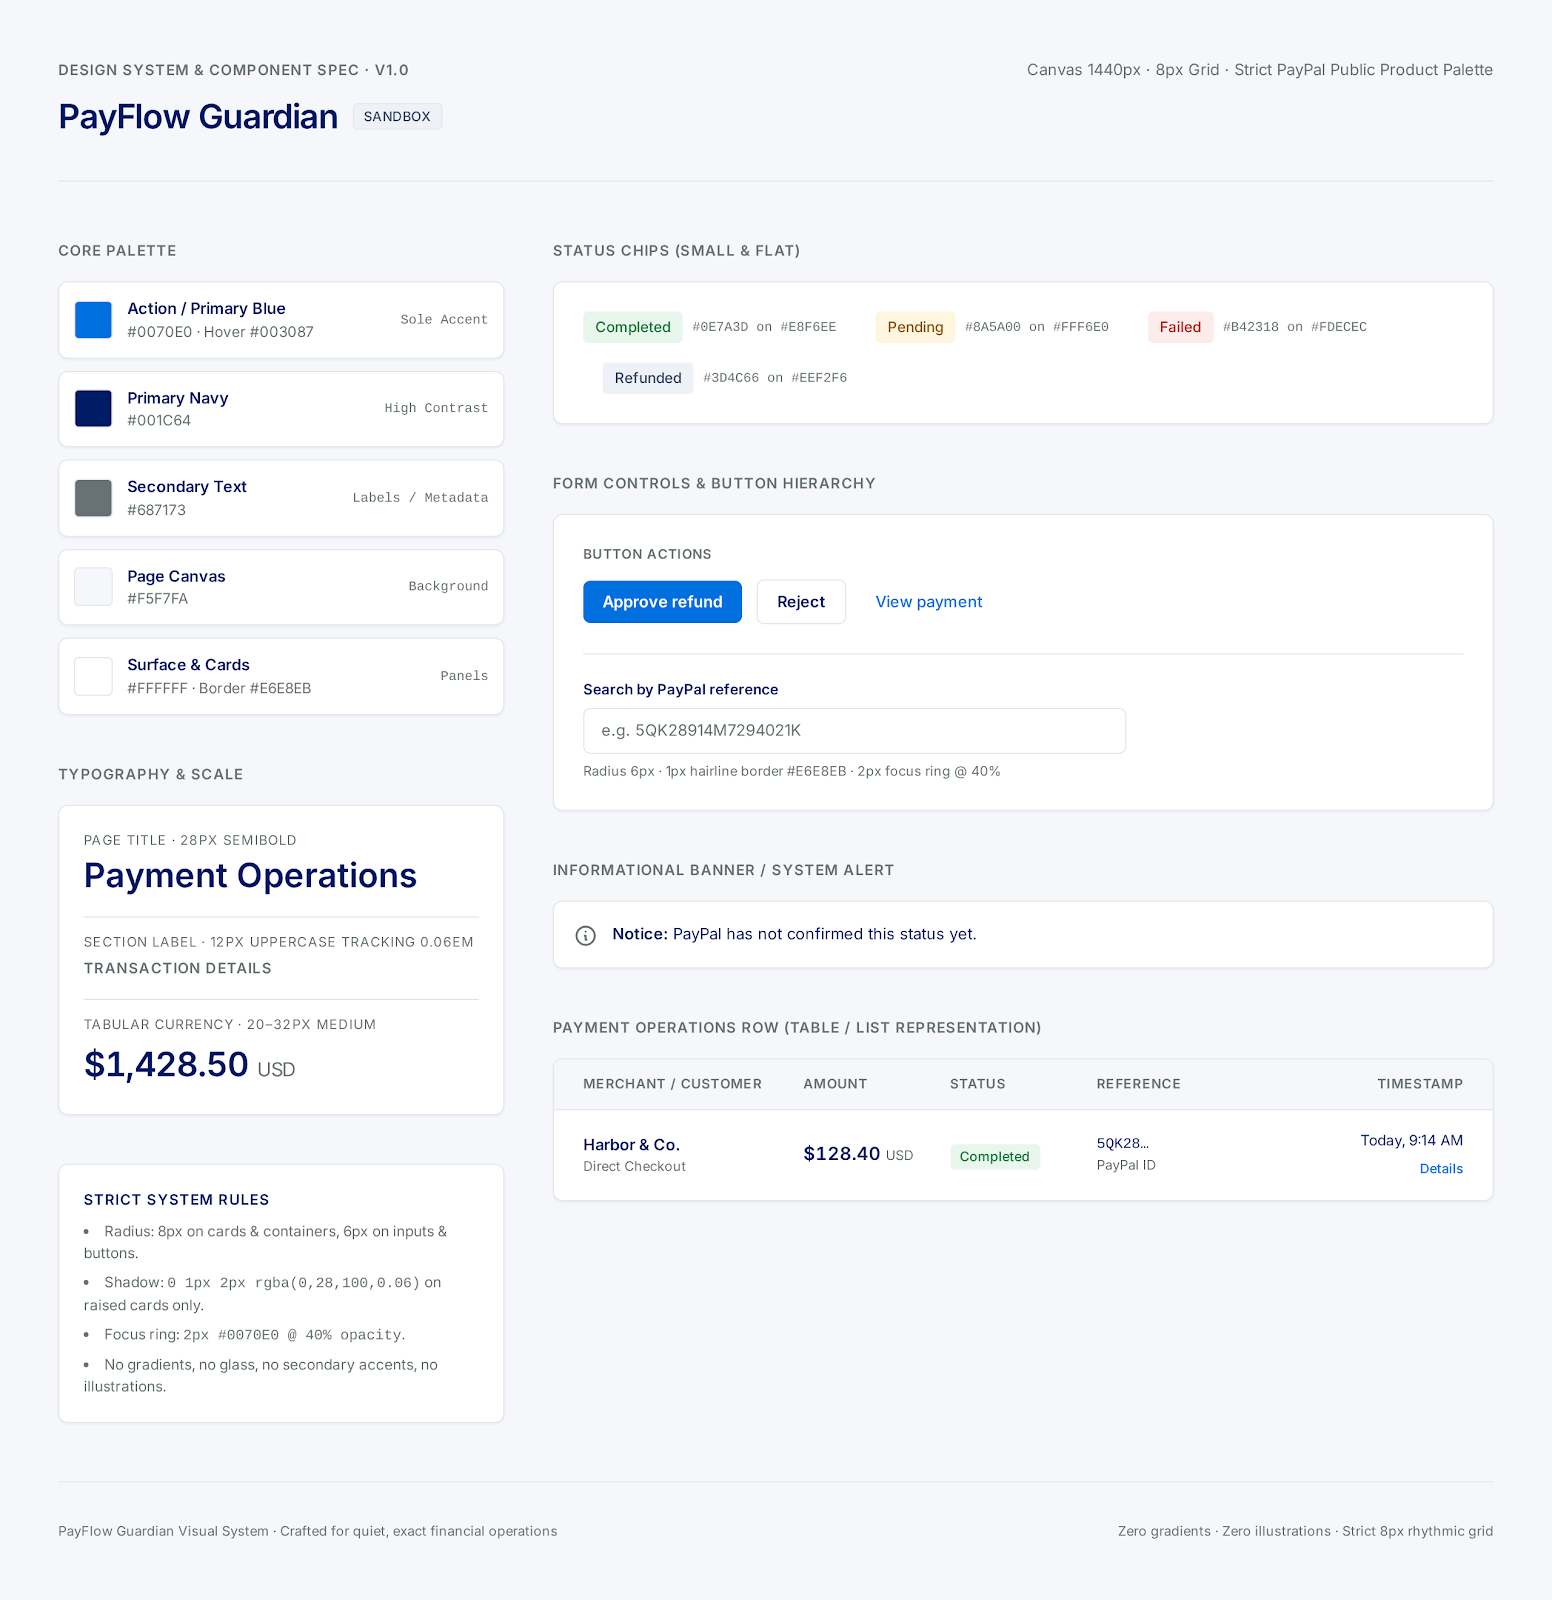 DESIGN SYSTEM & COMPONENT SPEC · V1.0
Canvas 1440px · 8px Grid · Strict PayPal Public Product Palette
PayFlow Guardian
SANDBOX
CORE PALETTE
Action / Primary Blue
#0070E0 · Hover #003087
Sole Accent
Primary Navy
#001C64
High Contrast
Secondary Text
#687173
Labels / Metadata
Page Canvas
#F5F7FA
Background
Surface & Cards
#FFFFFF · Border #E6E8EB
Panels
TYPOGRAPHY & SCALE
PAGE TITLE · 28PX SEMIBOLD
Payment Operations
SECTION LABEL · 12PX UPPERCASE TRACKING 0.06EM
TRANSACTION DETAILS
TABULAR CURRENCY · 20–32PX MEDIUM
$1,428.50 USD
STRICT SYSTEM RULES
• Radius: 8px on cards & containers, 6px on inputs &
buttons.
• Shadow: 0 1px 2px rgba(0,28,100,0.06) on
raised cards only.
• Focus ring: 2px #0070E0 @ 40% opacity.
• No gradients, no glass, no secondary accents, no
illustrations.
STATUS CHIPS (SMALL & FLAT)
Completed #0E7A3D on #E8F6EE Pending #8A5A00 on #FFF6E0 Failed #B42318 on #FDECEC
Refunded #3D4C66 on #EEF2F6
FORM CONTROLS & BUTTON HIERARCHY
BUTTON ACTIONS
Approve refund Reject View payment
Search by PayPal reference
e.g. 5QK28914M7294021K
Radius 6px · 1px hairline border #E6E8EB · 2px focus ring @ 40%
INFORMATIONAL BANNER / SYSTEM ALERT
Notice: PayPal has not confirmed this status yet.
PAYMENT OPERATIONS ROW (TABLE / LIST REPRESENTATION)
MERCHANT / CUSTOMER AMOUNT STATUS REFERENCE TIMESTAMP
Harbor & Co.
Direct Checkout
$128.40 USD
Completed
5QK28…
PayPal ID
Today, 9:14 AM
Details
PayFlow Guardian Visual System · Crafted for quiet, exact financial operations
Zero gradients · Zero illustrations · Strict 8px rhythmic grid